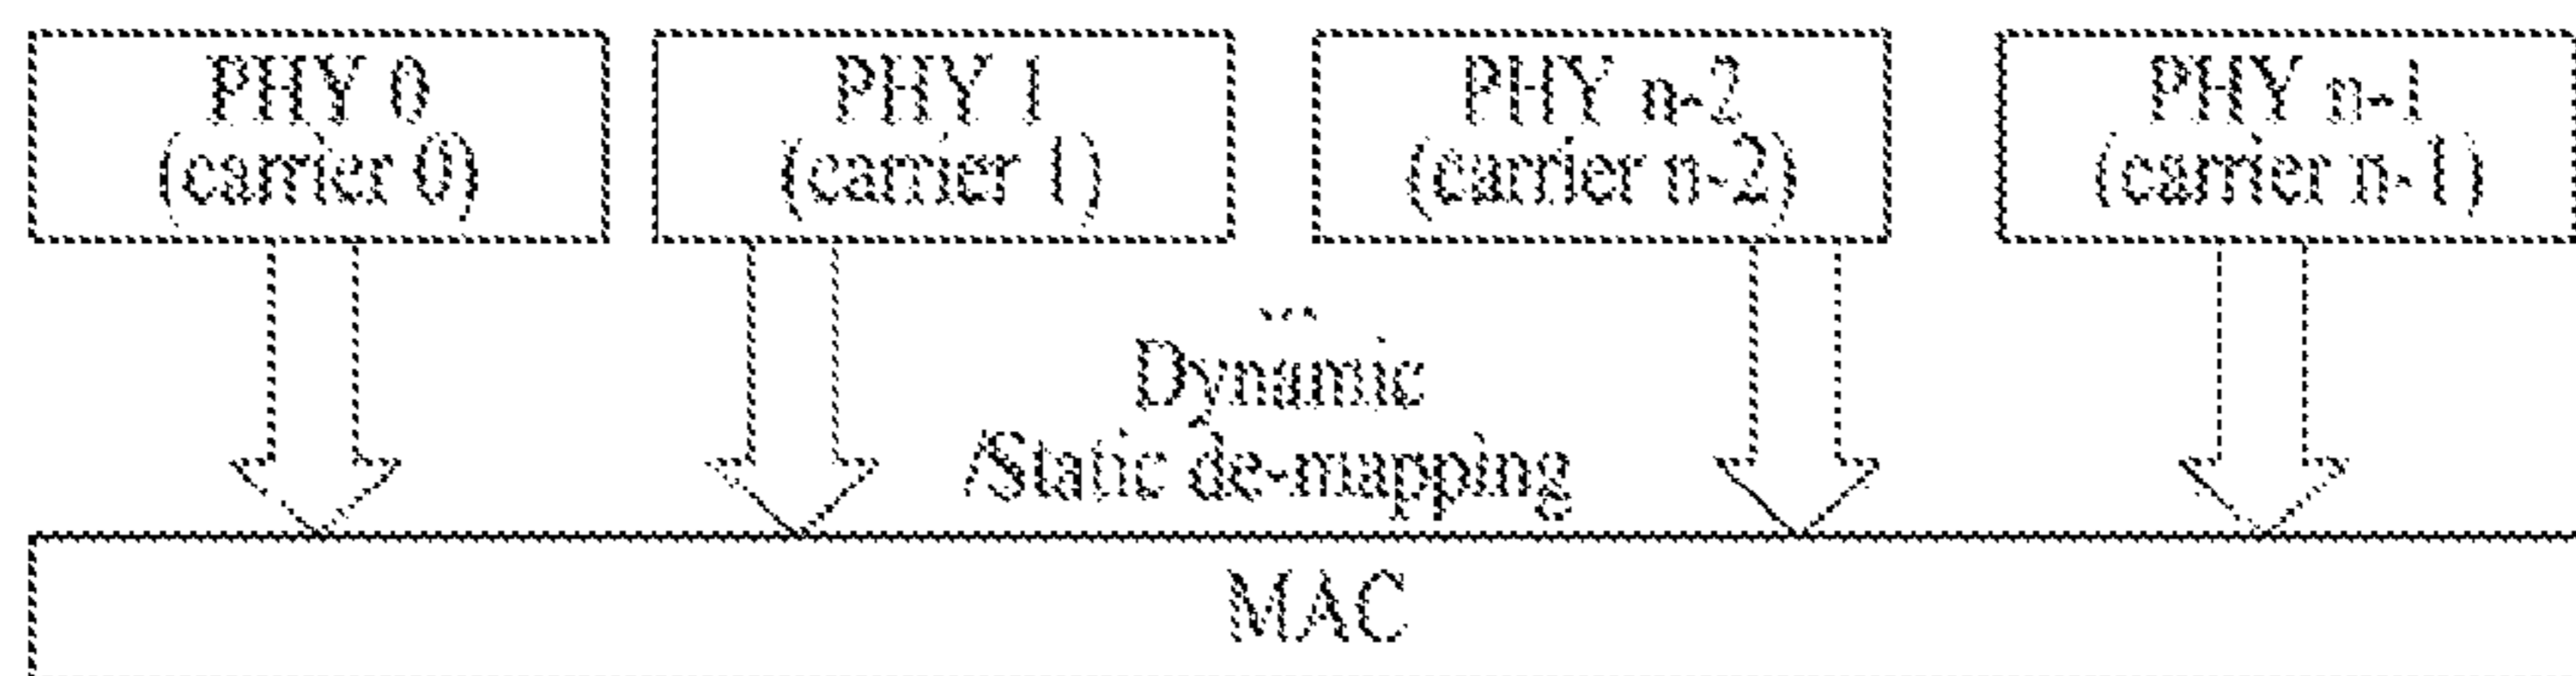 PHY 0
(carrier 0)
PHY 1
(carrier 1)
PHY n-2
(carrier n-2)
PHY n-1
(carrier n-1)
...
Dynamic
/Static de-mapping
MAC